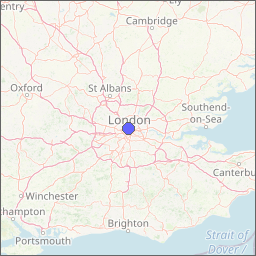 Ely
entry
Cambridge
Oxford
St Albans
Southend-
on-Sea
London
Canterbu
Winchester
hampton
Brighton
Portsmouth
Strait of
Dover /